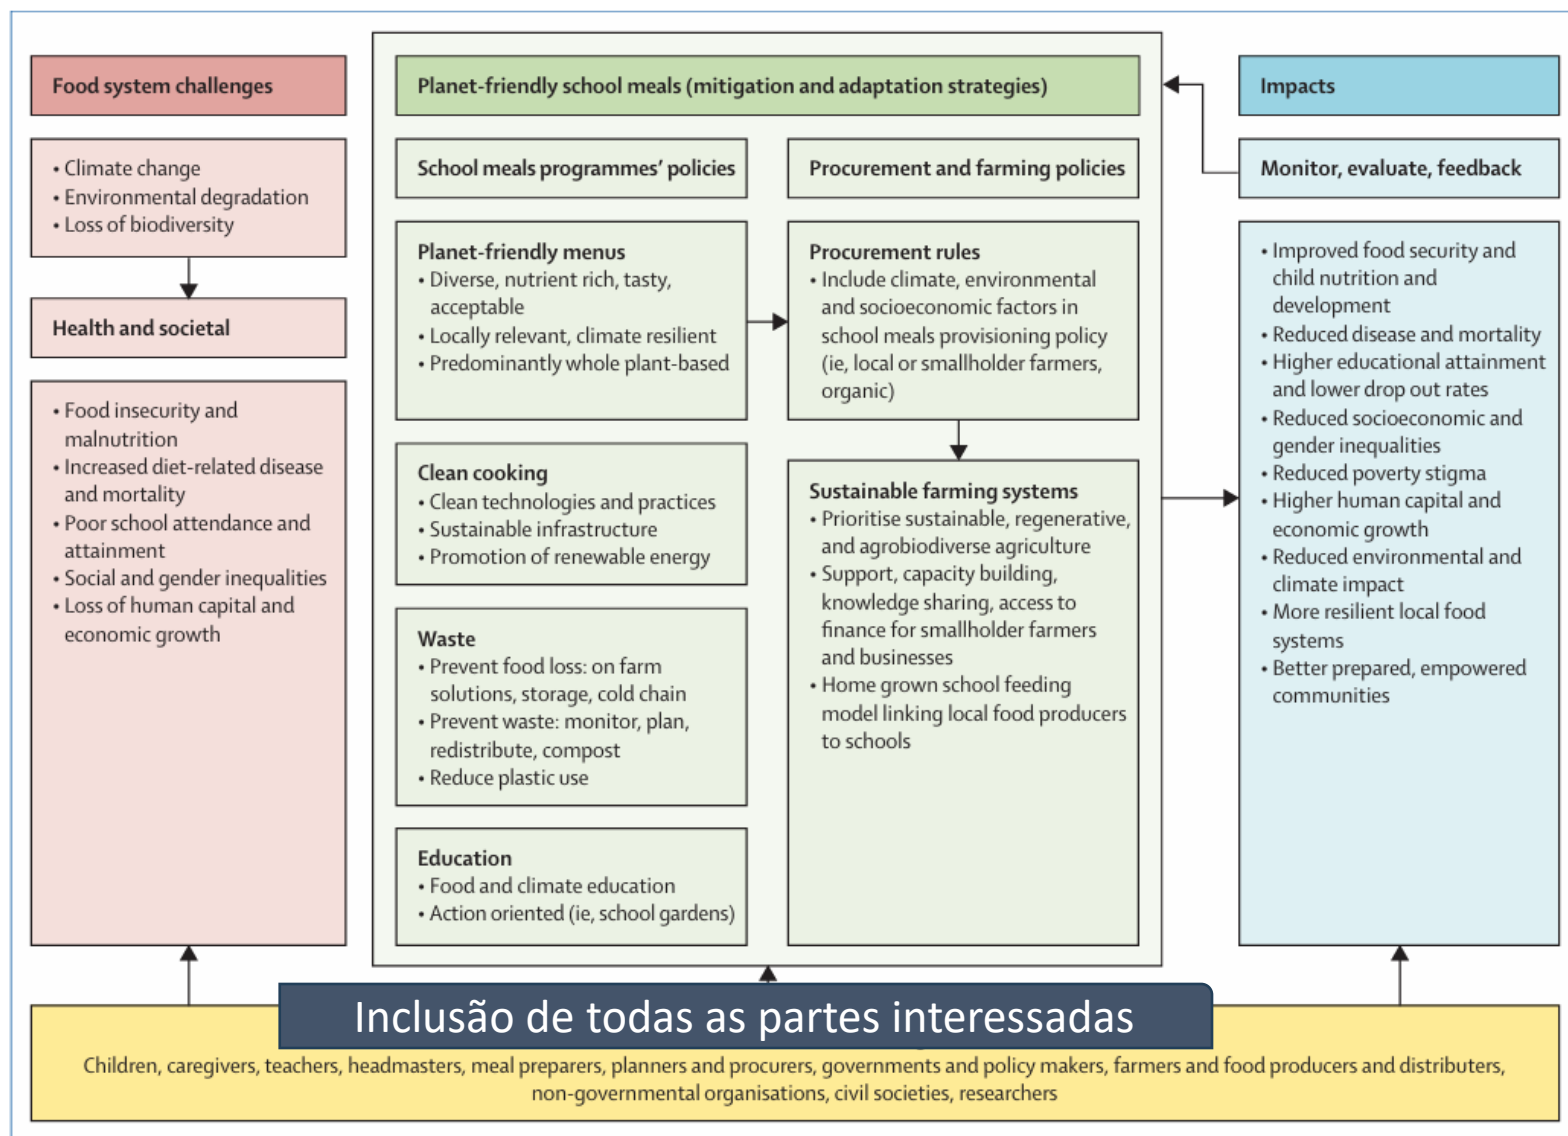 Food system challenges
• Climate change
• Environmental degradation
• Loss of biodiversity
Health and societal
• Food insecurity and
malnutrition
• Increased diet-related disease
and mortality
• Poor school attendance and
attainment
• Social and gender inequalities
• Loss of human capital and
economic growth
Planet-friendly school meals (mitigation and adaptation strategies)
School meals programmes’ policies
Planet-friendly menus
• Diverse, nutrient rich, tasty,
acceptable
• Locally relevant, climate resilient
• Predominantly whole plant-based
Clean cooking
• Clean technologies and practices
• Sustainable infrastructure
• Promotion of renewable energy
Waste
• Prevent food loss: on farm
solutions, storage, cold chain
• Prevent waste: monitor, plan,
redistribute, compost
• Reduce plastic use
Education
• Food and climate education
• Action oriented (ie, school gardens)
Procurement and farming policies
Procurement rules
• Include climate, environmental
and socioeconomic factors in
school meals provisioning policy
(ie, local or smallholder farmers,
organic)
Sustainable farming systems
• Prioritise sustainable, regenerative,
and agrobiodiverse agriculture
• Support, capacity building,
knowledge sharing, access to
finance for smallholder farmers
and businesses
• Home grown school feeding
model linking local food producers
to schools
Impacts
Monitor, evaluate, feedback
• Improved food security and
child nutrition and
development
• Reduced disease and mortality
• Higher educational attainment
and lower drop out rates
• Reduced socioeconomic and
gender inequalities
• Reduced poverty stigma
• Higher human capital and
economic growth
• Reduced environmental and
climate impact
• More resilient local food
systems
• Better prepared, empowered
communities
Inclusão de todas as partes interessadas
Children, caregivers, teachers, headmasters, meal preparers, planners and procurers, governments and policy makers, farmers and food producers and distributers,
non-governmental organisations, civil societies, researchers